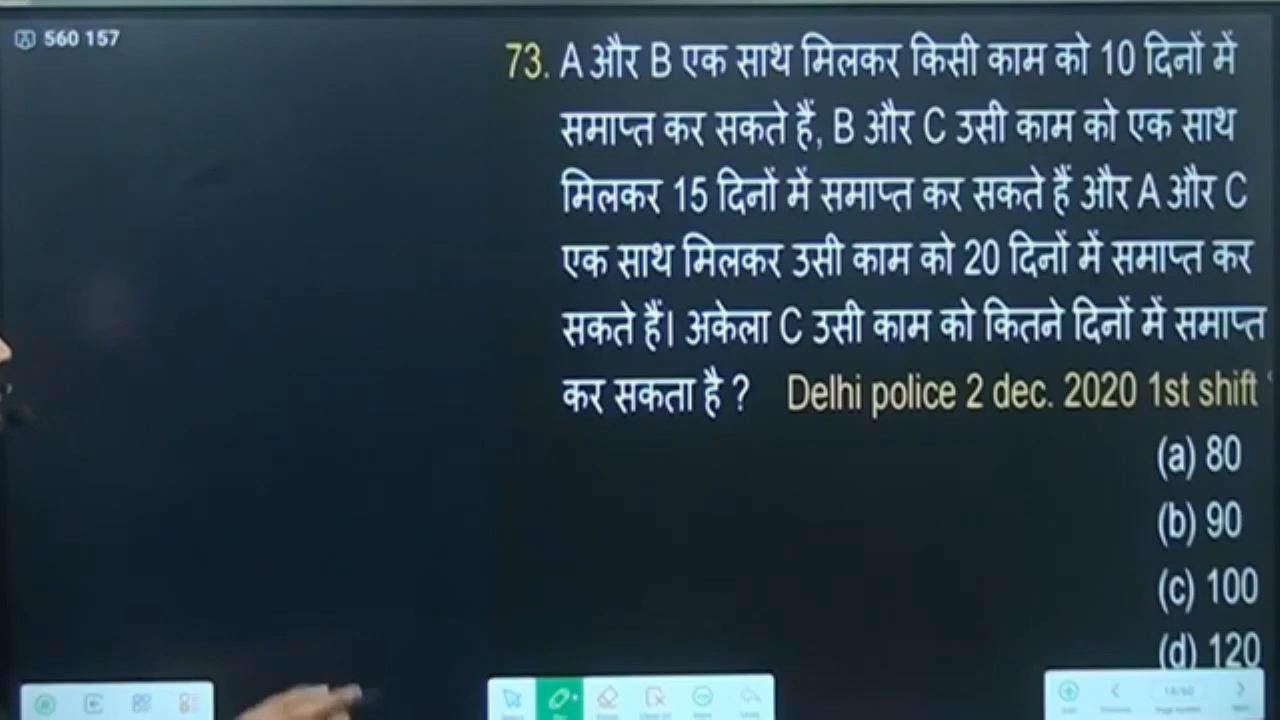 560 157
73. A और B एक साथ मिलकर किसी काम को 10 दिनों में
समाप्त कर सकते हैं, B और C उसी काम को एक साथ
मिलकर 15 दिनों में समाप्त कर सकते हैं और A और C
एक साथ मिलकर उसी काम को 20 दिनों में समाप्त कर
सकते हैं। अकेला C उसी काम को कितने दिनों में समाप्त
कर सकता है ? Delhi police 2 dec. 2020 1st shift
(a) 80
(b) 90
(c) 100
(d) 120